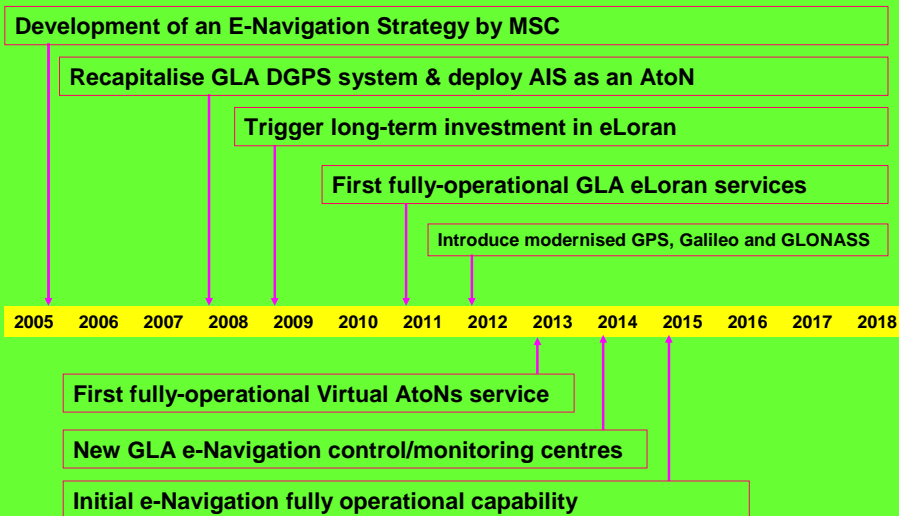 Development of an E-Navigation Strategy by MSC
Recapitalise GLA DGPS system & deploy AIS as an AtoN
Trigger long-term investment in eLoran
First fully-operational GLA eLoran services
Introduce modernised GPS, Galileo and GLONASS
2005 2006 2007 2008 2009 2010 2011 2012 2013 2014 2015 2016 2017 2018
First fully-operational Virtual AtoNs service
New GLA e-Navigation control/monitoring centres
Initial e-Navigation fully operational capability